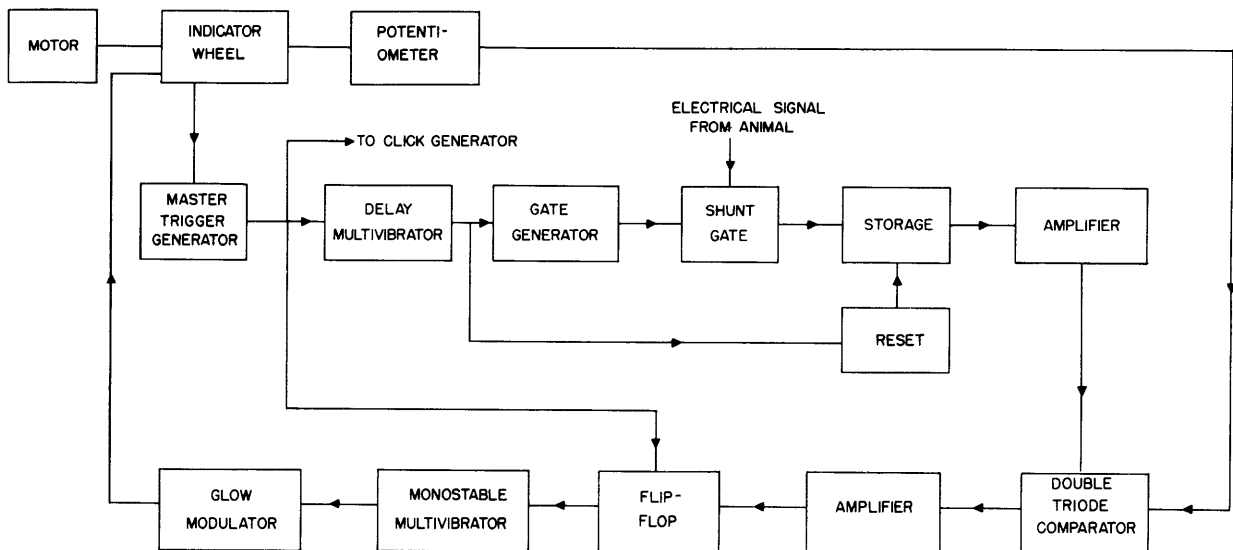 MOTOR
INDICATOR
WHEEL
POTENTI-
OMETER
ELECTRICAL SIGNAL
FROM ANIMAL
TO CLICK GENERATOR
MASTER
TRIGGER
GENERATOR
DELAY
MULTIVIBRATOR
GATE
GENERATOR
SHUNT
GATE
STORAGE
AMPLIFIER
RESET
GLOW
MODULATOR
MONOSTABLE
MULTIVIBRATOR
FLIP-
FLOP
AMPLIFIER
DOUBLE
TRIODE
COMPARATOR